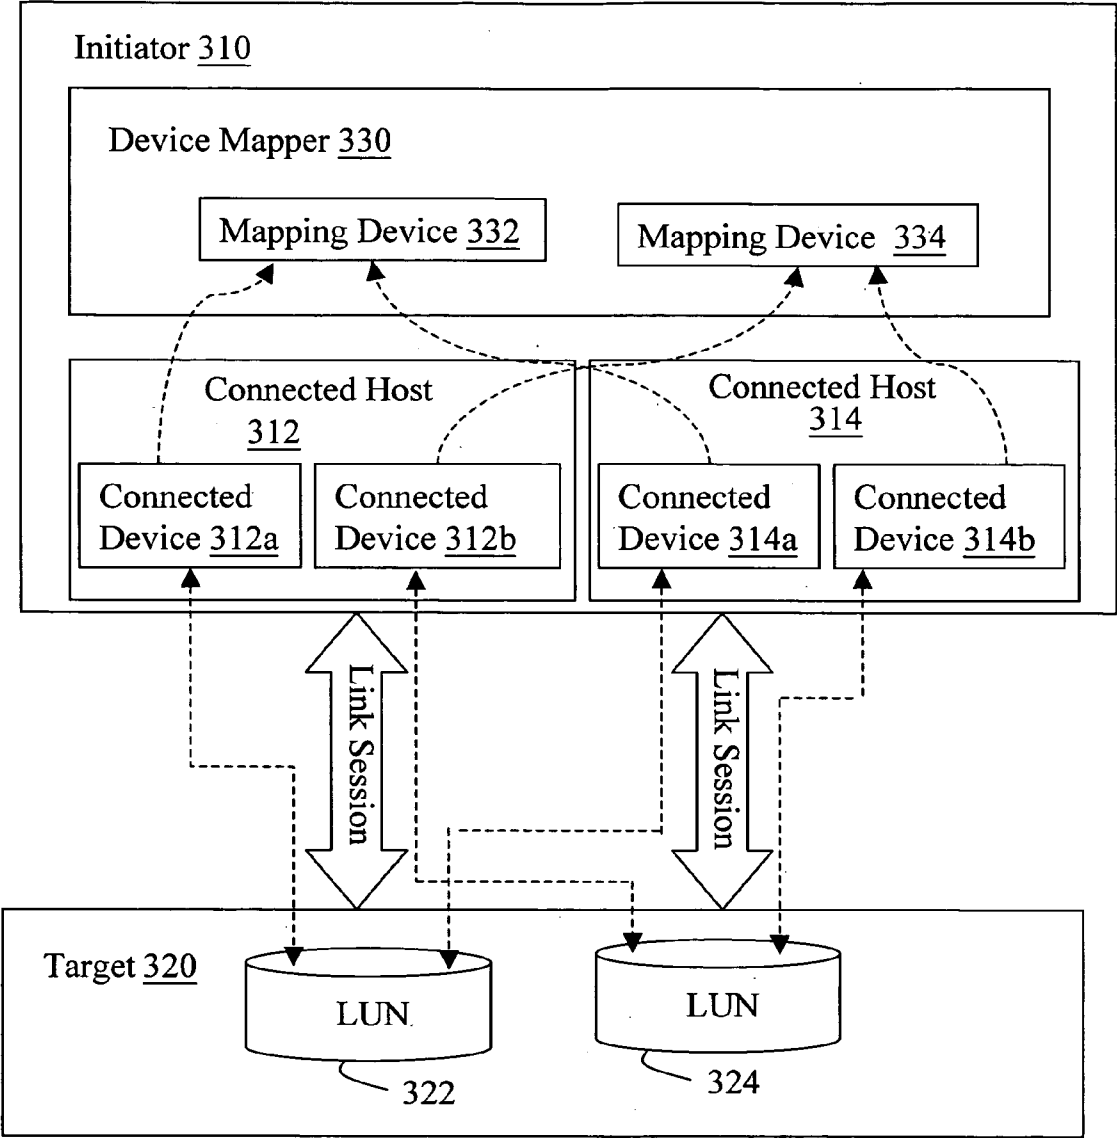 Initiator 310
Device Mapper 330
Mapping Device 332
Mapping Device 334
Connected Host
312
Connected Host
314
Connected
Device 312a
Connected
Device 312b
Connected
Device 314a
Connected
Device 314b
Link Session
Link Session
Target 320
LUN
322
LUN
324